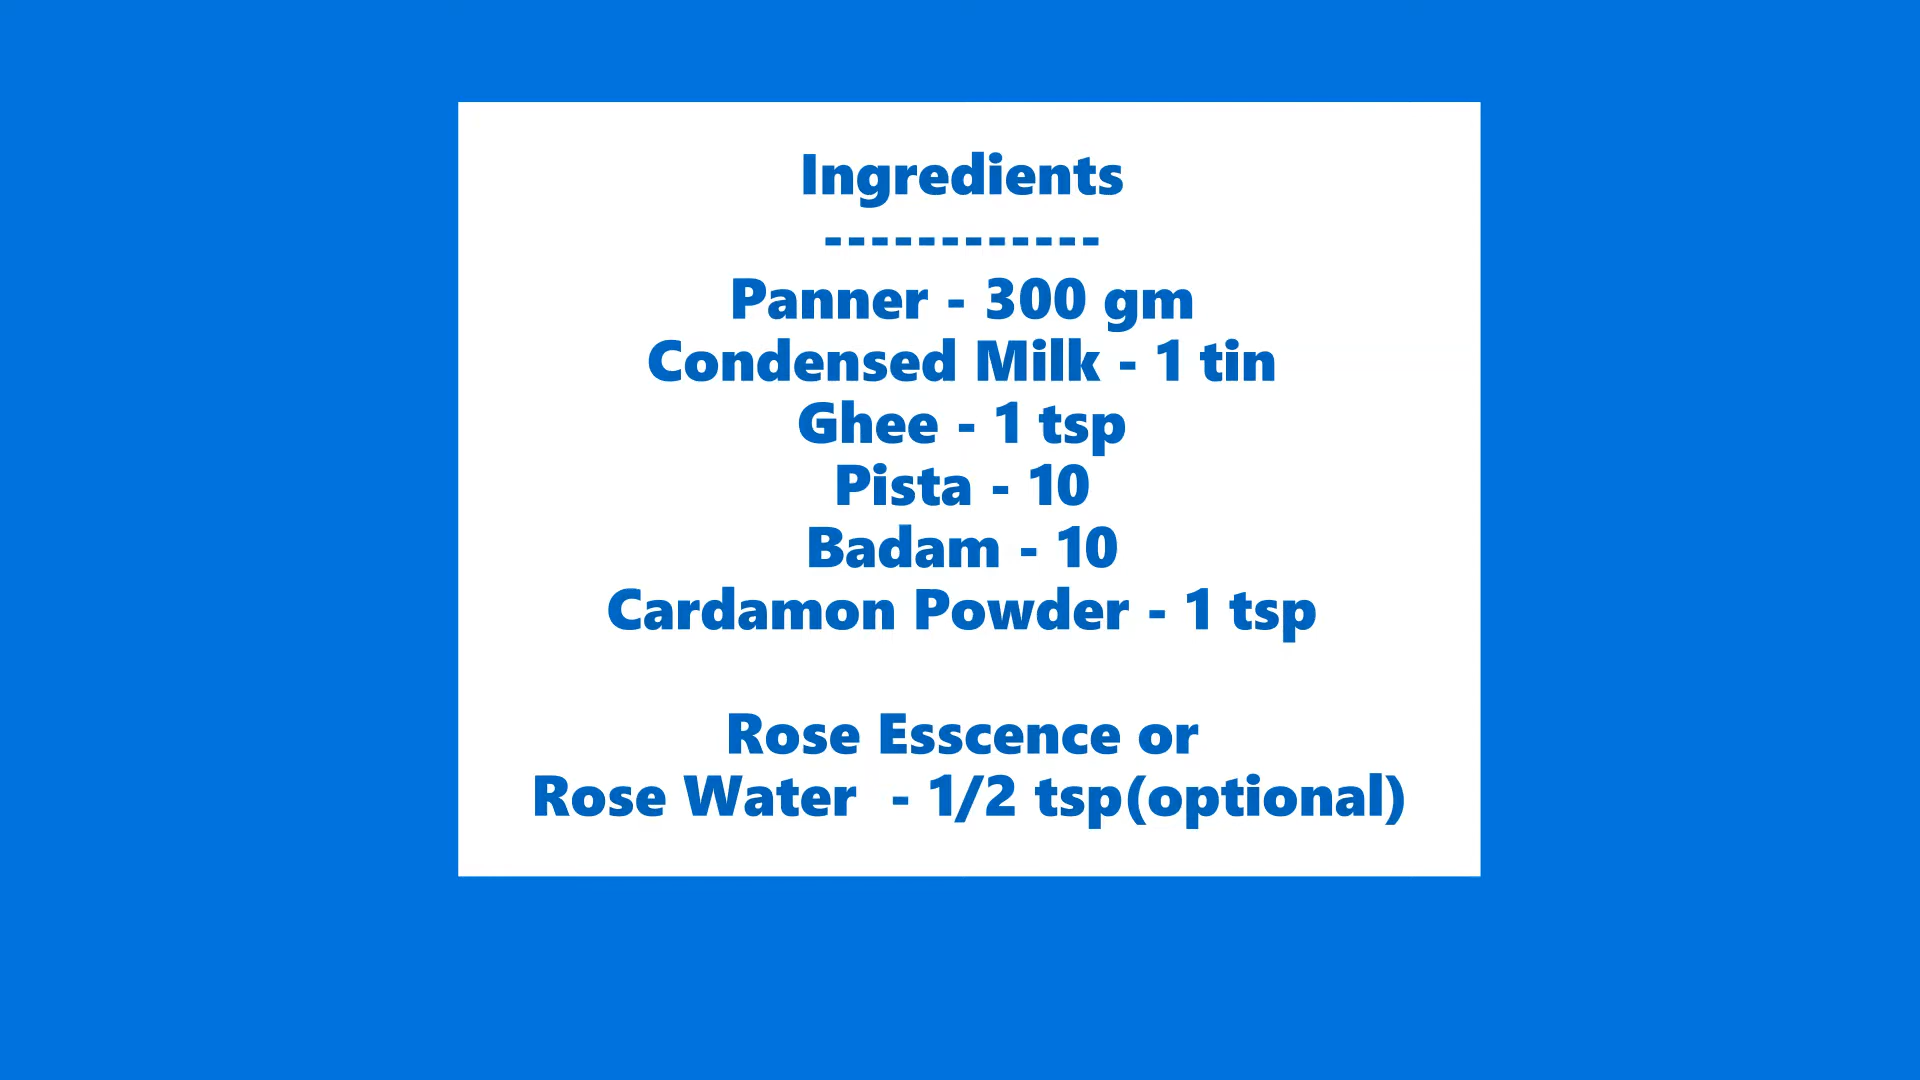 Ingredients
------------
Panner - 300 gm
Condensed Milk - 1 tin
Ghee - 1 tsp
Pista - 10
Badam - 10
Cardamon Powder - 1 tsp
Rose Esscence or
Rose Water  - 1/2 tsp(optional)